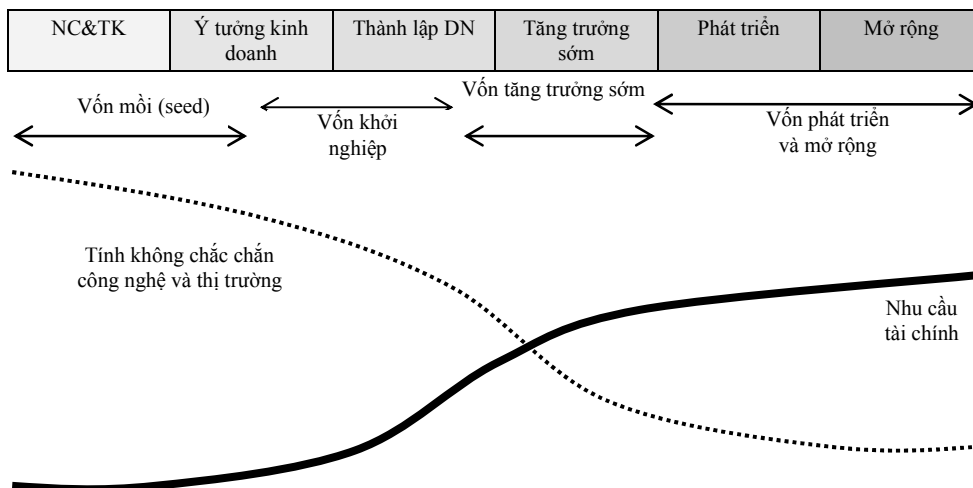 NC&TK
Ý tưởng kinh
doanh
Thành lập DN
Tăng trưởng
sớm
Phát triển
Mở rộng
Vốn mồi (seed)
Vốn khởi
nghiệp
Vốn tăng trưởng sớm
Vốn phát triển
và mở rộng
Tính không chắc chắn
công nghệ và thị trường
Nhu cầu
tài chính